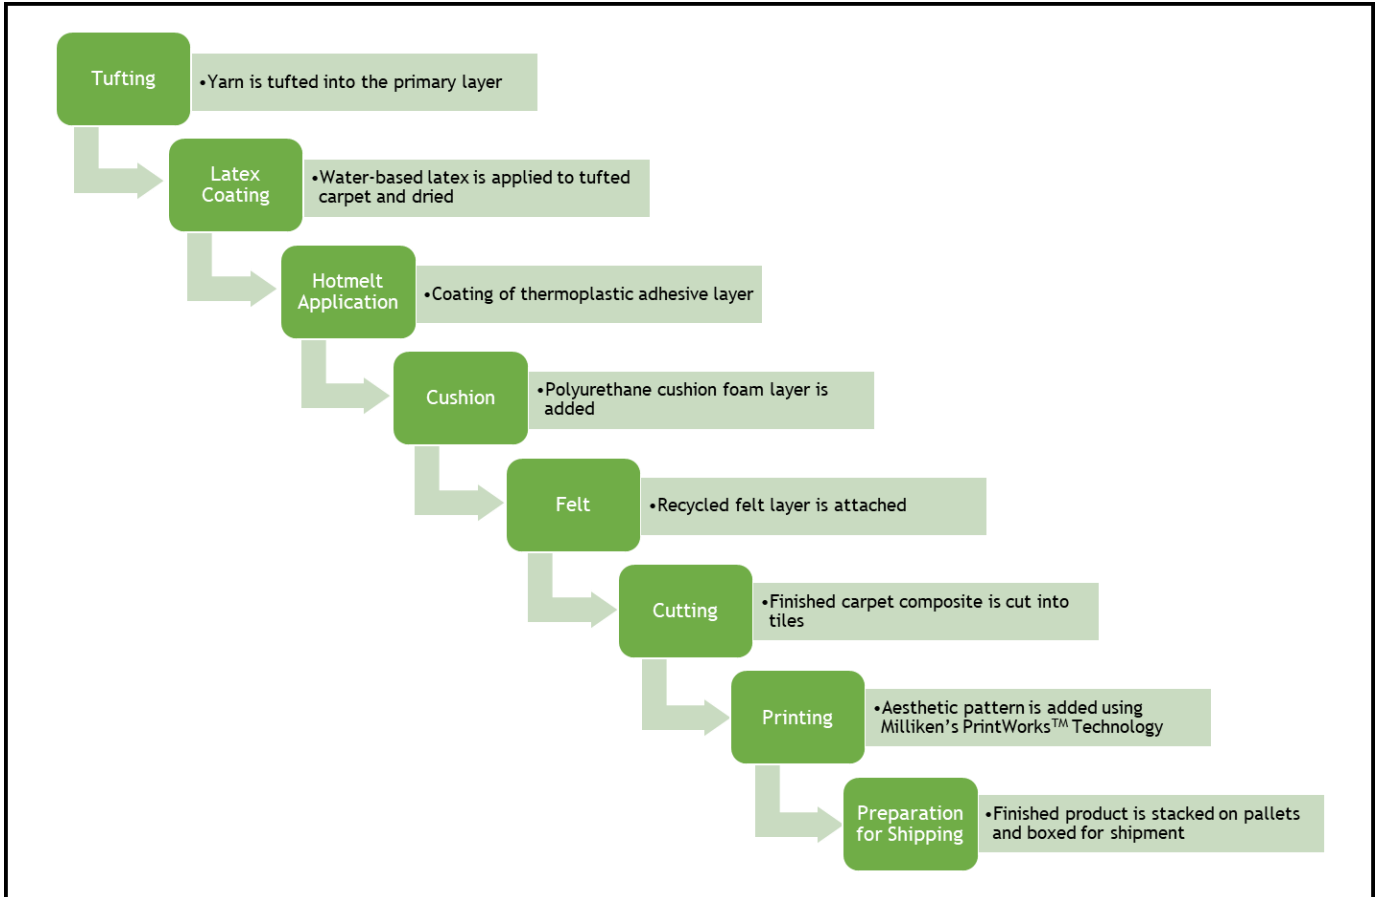 Tufting
•Yarn is tufted into the primary layer
Latex
Coating
•Water-based latex is applied to tufted
carpet and dried
Hotmelt
Application
•Coating of thermoplastic adhesive layer
Cushion
•Polyurethane cushion foam layer is
added
Felt
•Recycled felt layer is attached
Cutting
•Finished carpet composite is cut into
tiles
Printing
•Aesthetic pattern is added using
Milliken's PrintWorks™ Technology
Preparation
for Shipping
•Finished product is stacked on pallets
and boxed for shipment